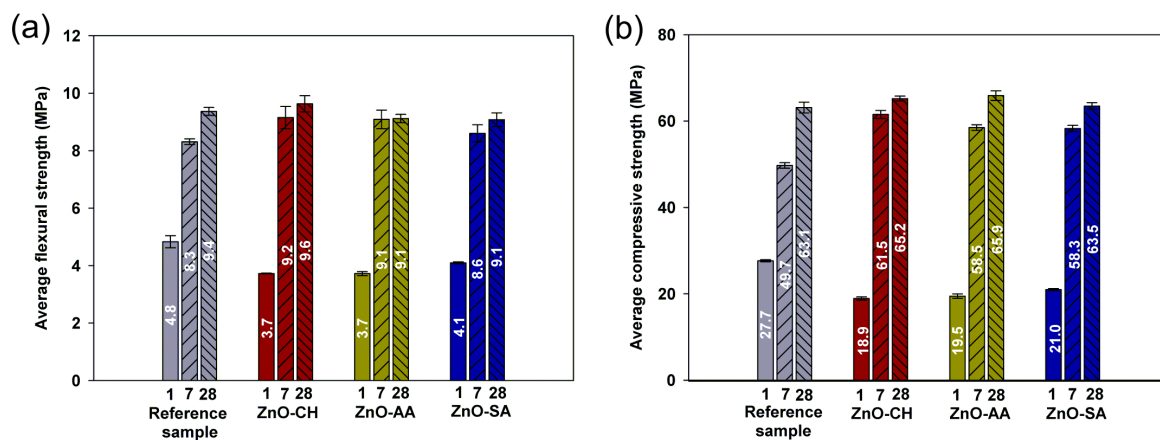 (a)
Average flexural strength (MPa)
12
10
8
6
4
2
0
4.8
8.3
9.4
3.7
9.2
9.6
3.7
9.1
9.1
4.1
8.6
9.1
1 7 28 1 7 28 1 7 28 1 7 28
Reference sample
ZnO-CH
ZnO-AA
ZnO-SA
(b)
Average compressive strength (MPa)
80
60
40
20
0
27.7
49.7
63.1
18.9
61.5
65.2
19.5
58.5
65.9
21.0
58.3
63.5
1 7 28 1 7 28 1 7 28 1 7 28
Reference sample
ZnO-CH
ZnO-AA
ZnO-SA